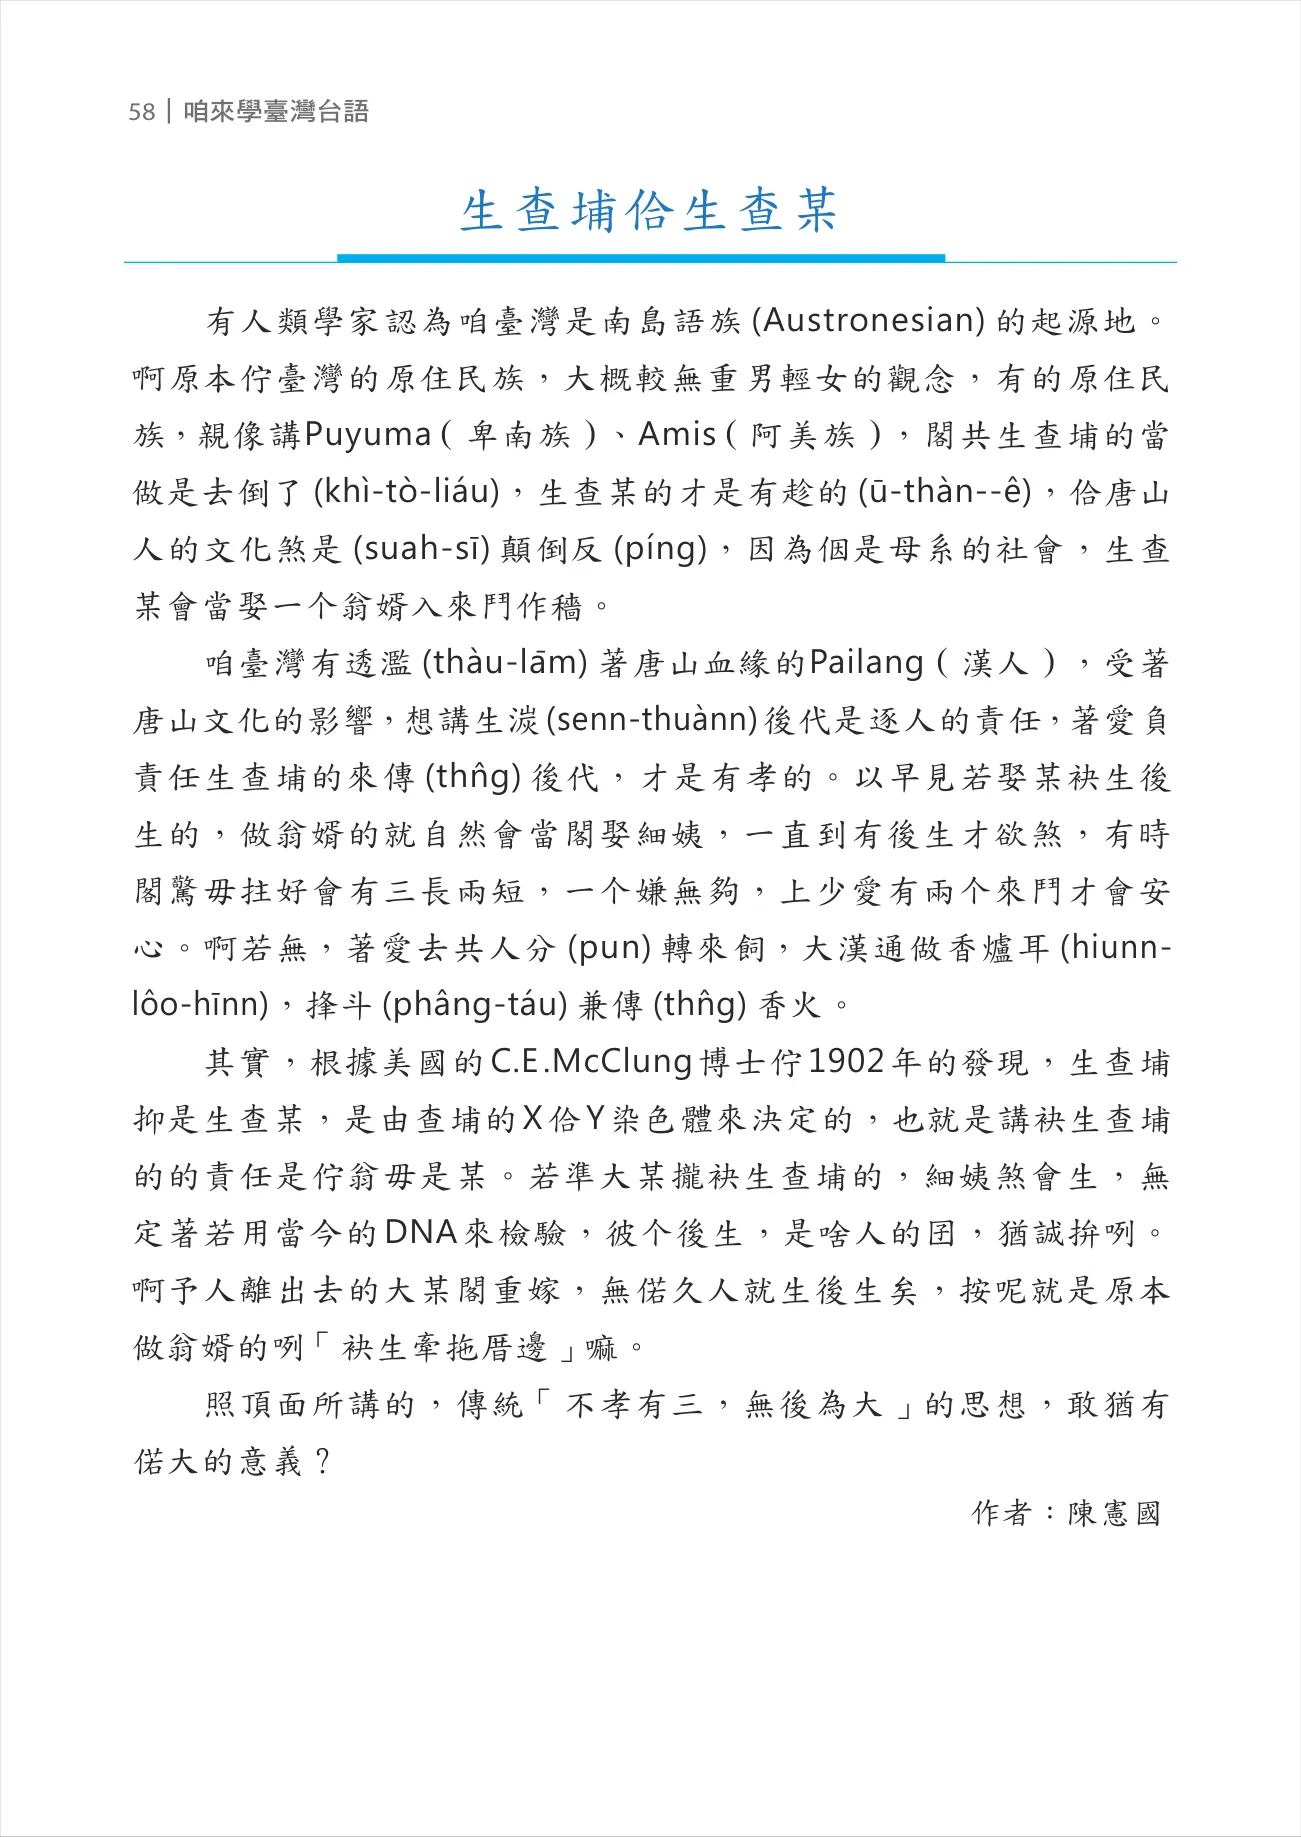 58｜咱來學臺灣台語
生查埔佮生查某
有人類學家認為咱臺灣是南島語族 (Austronesian) 的起源地。
啊原本佇臺灣的原住民族，大概較無重男輕女的觀念，有的原住民
族，親像講Puyuma（卑南族）、Amis（阿美族），閣共生查埔的當
做是去倒了 (khì-tò-liáu)，生查某的才是有趁的 (ū-thàn--ê)，佮唐山
人的文化煞是 (suah-sī) 顛倒反 (píng)，因為個是母系的社會，生查
某會當娶一个翁婿入來鬥作穡。
咱臺灣有透濫 (thàu-lām) 著唐山血緣的Pailang（漢人），受著
唐山文化的影響，想講生湠(senn-thuànn)後代是逐人的責任，著愛負
責任生查埔的來傳 (thn̂g) 後代，才是有孝的。以早見若娶某袂生後
生的，做翁婿的就自然會當閣娶細姨，一直到有後生才欲煞，有時
閣驚毋拄好會有三長兩短，一个嫌無夠，上少愛有兩个來鬥才會安
心。啊若無，著愛去共人分 (pun) 轉來飼，大漢通做香爐耳 (hiunn-
lôo-hīnn)，捀斗 (phâng-táu) 兼傳 (thn̂g) 香火。
其實，根據美國的C.E.McClung博士佇1902年的發現，生查埔
抑是生查某，是由查埔的X佮Y染色體來決定的，也就是講袂生查埔
的的責任是佇翁毋是某。若準大某攏袂生查埔的，細姨煞會生，無
定著若用當今的DNA來檢驗，彼个後生，是啥人的囝，猶誠拚咧。
啊予人離出去的大某閣重嫁，無偌久人就生後生矣，按呢就是原本
做翁婿的咧「袂生牽拖厝邊」嘛。
照頂面所講的，傳統「不孝有三，無後為大」的思想，敢猶有
偌大的意義？
作者：陳憲國